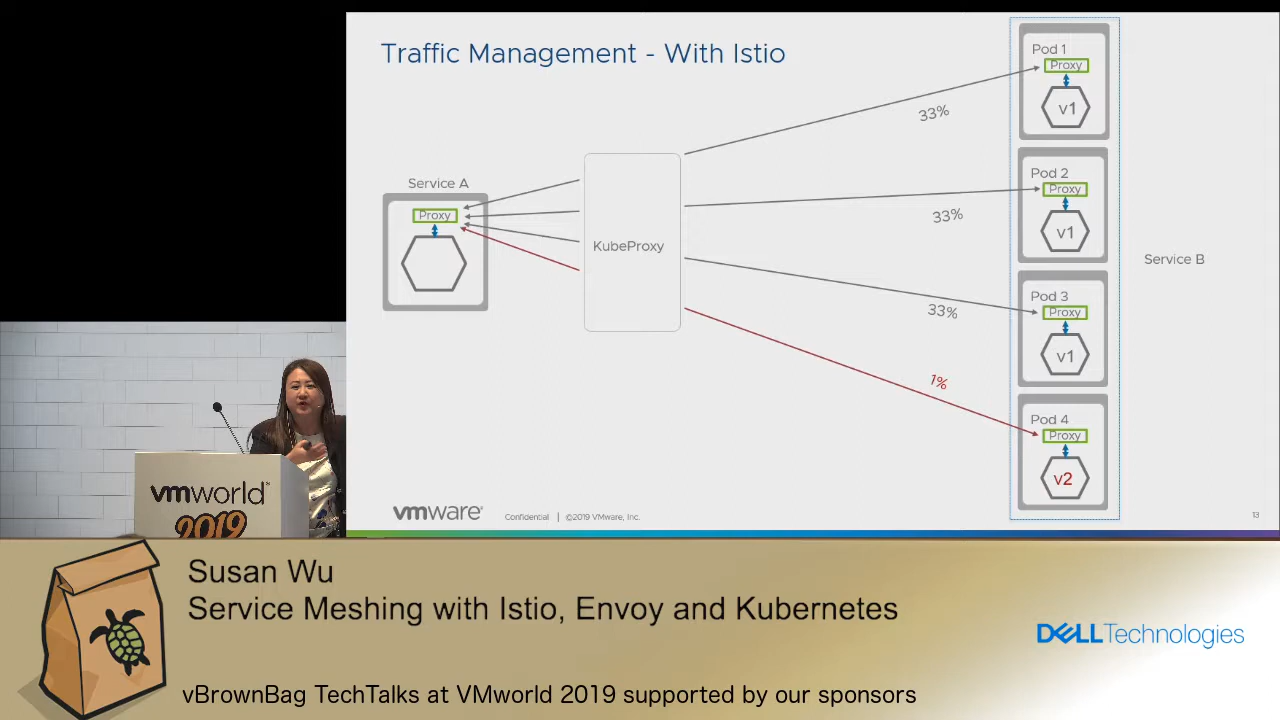 Traffic Management - With Istio
Service A
Proxy
KubeProxy
33%
33%
33%
1%
Pod 1
Proxy
v1
Pod 2
Proxy
v1
Pod 3
Proxy
v1
Pod 4
Proxy
v2
Service B
vmware®
Confidential | ©2019 VMware, Inc.
13
vmworld®
2019
Susan Wu
Service Meshing with Istio, Envoy and Kubernetes
DELLTechnologies
vBrownBag TechTalks at VMworld 2019 supported by our sponsors